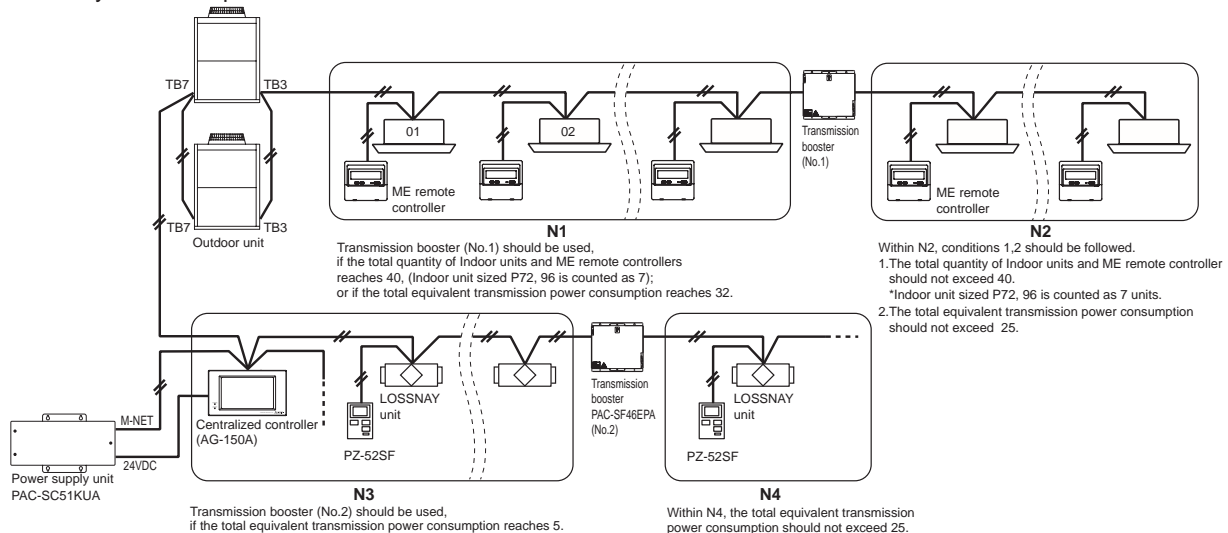 TB7
TB3
TB7
TB3
Outdoor unit
01
02
ME remote
controller
Transmission
booster
(No.1)
ME remote
controller
N1
Transmission booster (No.1) should be used,
if the total quantity of Indoor units and ME remote controllers
reaches 40, (Indoor unit sized P72, 96 is counted as 7);
or if the total equivalent transmission power consumption reaches 32.
N2
Within N2, conditions 1,2 should be followed.
1.The total quantity of Indoor units and ME remote controller
should not exceed 40.
*Indoor unit sized P72, 96 is counted as 7 units.
2.The total equivalent transmission power consumption
should not exceed 25.
M-NET
24VDC
Power supply unit
PAC-SC51KUA
Centralized controller
(AG-150A)
LOSSNAY
unit
PZ-52SF
Transmission
booster
PAC-SF46EPA
(No.2)
LOSSNAY
unit
PZ-52SF
N3
Transmission booster (No.2) should be used,
if the total equivalent transmission power consumption reaches 5.
N4
Within N4, the total equivalent transmission
power consumption should not exceed 25.